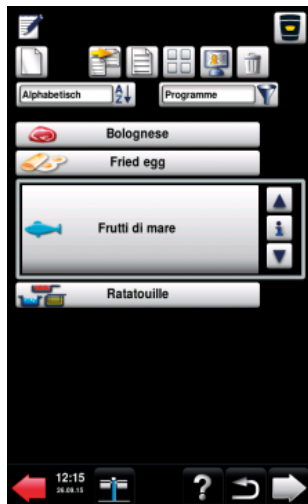 Alphabetisch A Z
Programme
Bolognese
Fried egg
Frutti di mare
i
Ratatouille
12:15
26.09.15
?